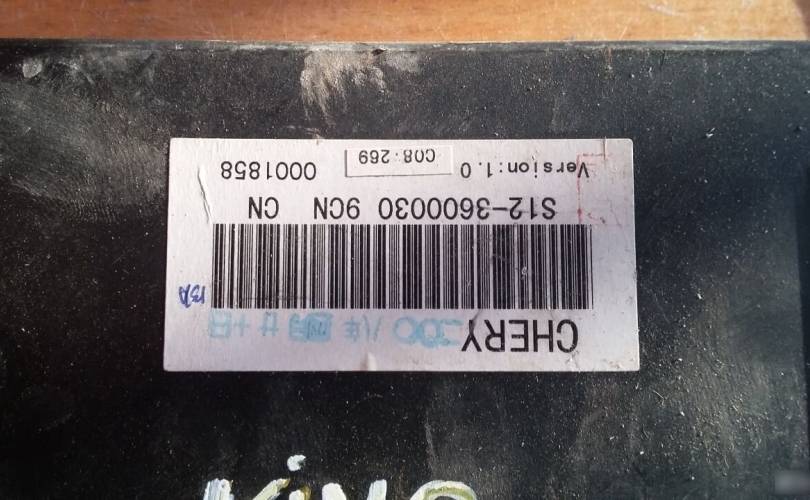 CHERY
S12-3600030 9CN CN
Version:1.0 C08·269 0001858